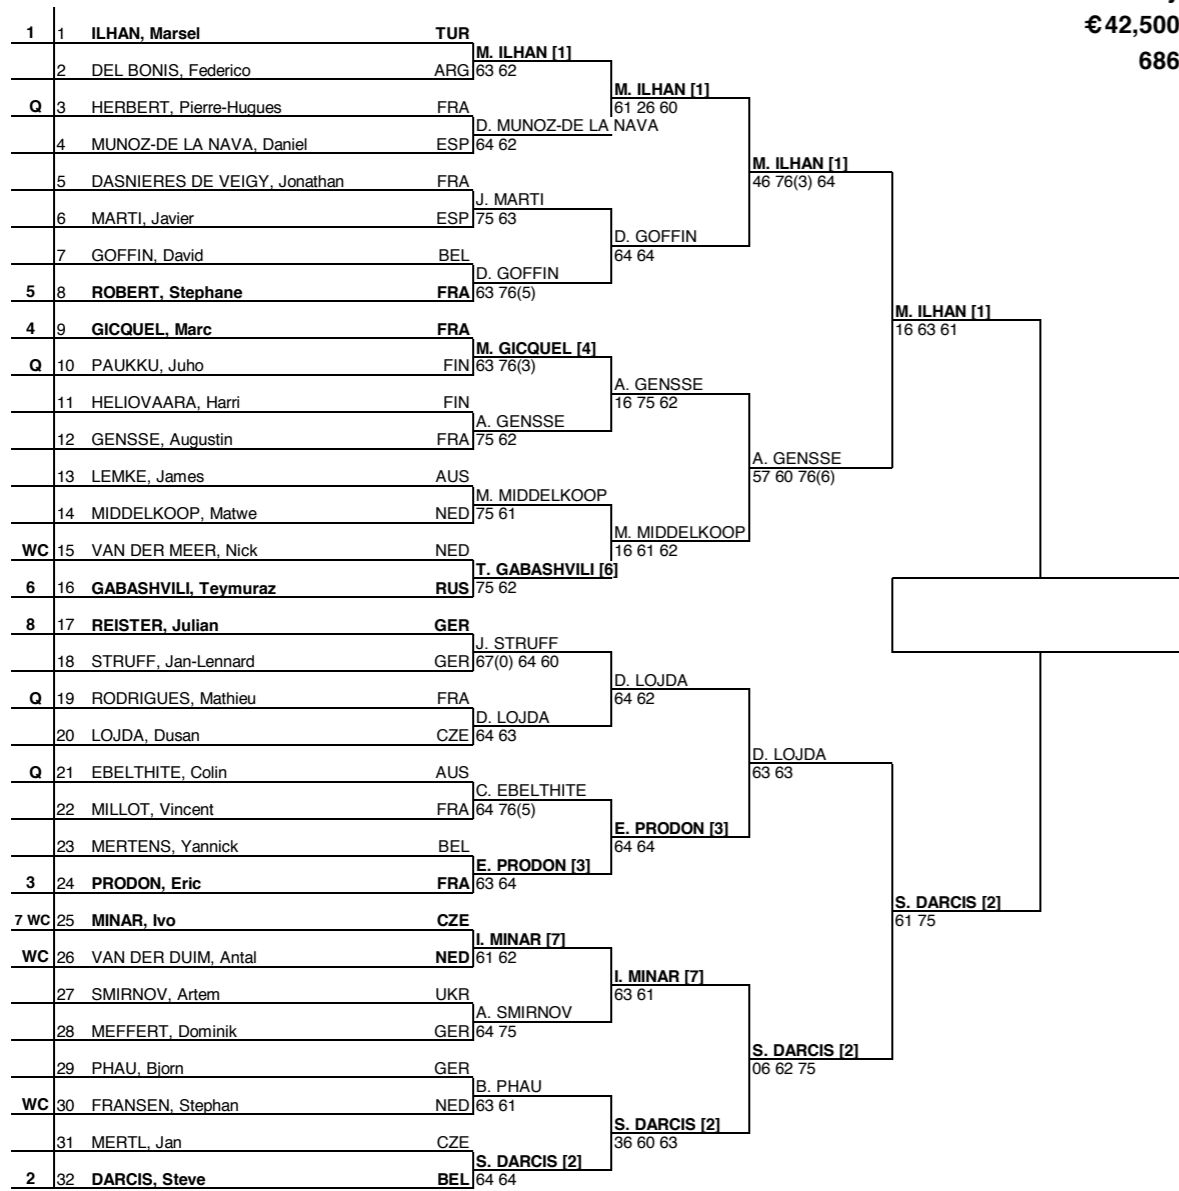 €42,500
686
1 1 ILHAN, Marsel TUR
M. ILHAN [1]
2 DEL BONIS, Federico ARG 63 62
M. ILHAN [1]
Q 3 HERBERT, Pierre-Hugues FRA 61 26 60
D. MUNOZ-DE LA NAVA
4 MUNOZ-DE LA NAVA, Daniel ESP 64 62
M. ILHAN [1]
5 DASNIERES DE VEIGY, Jonathan FRA 46 76(3) 64
J. MARTI
6 MARTI, Javier ESP 75 63
D. GOFFIN
7 GOFFIN, David BEL 64 64
D. GOFFIN
5 8 ROBERT, Stephane FRA 63 76(5)
M. ILHAN [1]
4 9 GICQUEL, Marc FRA 16 63 61
M. GICQUEL [4]
Q 10 PAUKKU, Juho FIN 63 76(3)
A. GENSSE
11 HELIOVAARA, Harri FIN 16 75 62
A. GENSSE
12 GENSSE, Augustin FRA 75 62
A. GENSSE
13 LEMKE, James AUS 57 60 76(6)
M. MIDDELKOOP
14 MIDDELKOOP, Matwe NED 75 61
M. MIDDELKOOP
WC 15 VAN DER MEER, Nick NED 16 61 62
T. GABASHVILI [6]
6 16 GABASHVILI, Teymuraz RUS 75 62
8 17 REISTER, Julian GER
J. STRUFF
18 STRUFF, Jan-Lennard GER 67(0) 64 60
D. LOJDA
Q 19 RODRIGUES, Mathieu FRA 64 62
D. LOJDA
20 LOJDA, Dusan CZE 64 63
D. LOJDA
Q 21 EBELTHITE, Colin AUS 63 63
C. EBELTHITE
22 MILLOT, Vincent FRA 64 76(5)
E. PRODON [3]
23 MERTENS, Yannick BEL 64 64
E. PRODON [3]
3 24 PRODON, Eric FRA 63 64
S. DARCIS [2]
7 WC 25 MINAR, Ivo CZE 61 75
I. MINAR [7]
WC 26 VAN DER DUIM, Antal NED 61 62
I. MINAR [7]
27 SMIRNOV, Artem UKR 63 61
A. SMIRNOV
28 MEFFERT, Dominik GER 64 75
S. DARCIS [2]
29 PHAU, Bjorn GER 06 62 75
B. PHAU
WC 30 FRANSEN, Stephan NED 63 61
S. DARCIS [2]
31 MERTL, Jan CZE 36 60 63
S. DARCIS [2]
2 32 DARCIS, Steve BEL 64 64